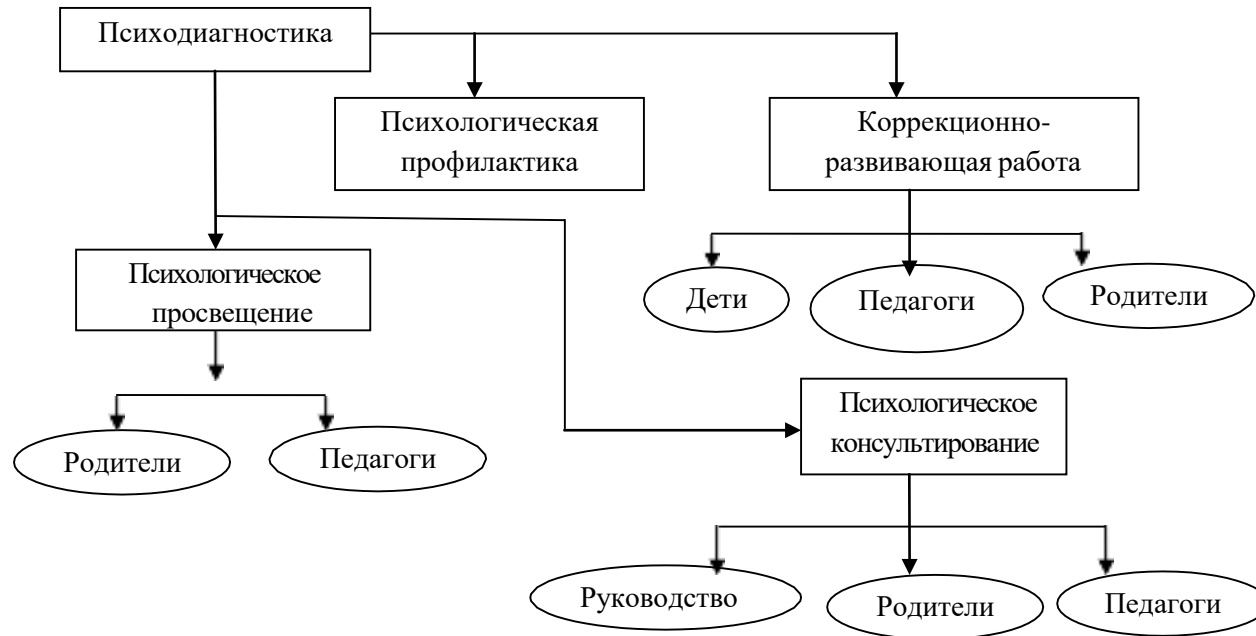 Психодиагностика
Психологическая
профилактика
Коррекционно-
развивающая работа
Психологическое
просвещение
Дети
Педагоги
Родители
Психологическое
консультирование
Родители
Педагоги
Руководство
Родители
Педагоги